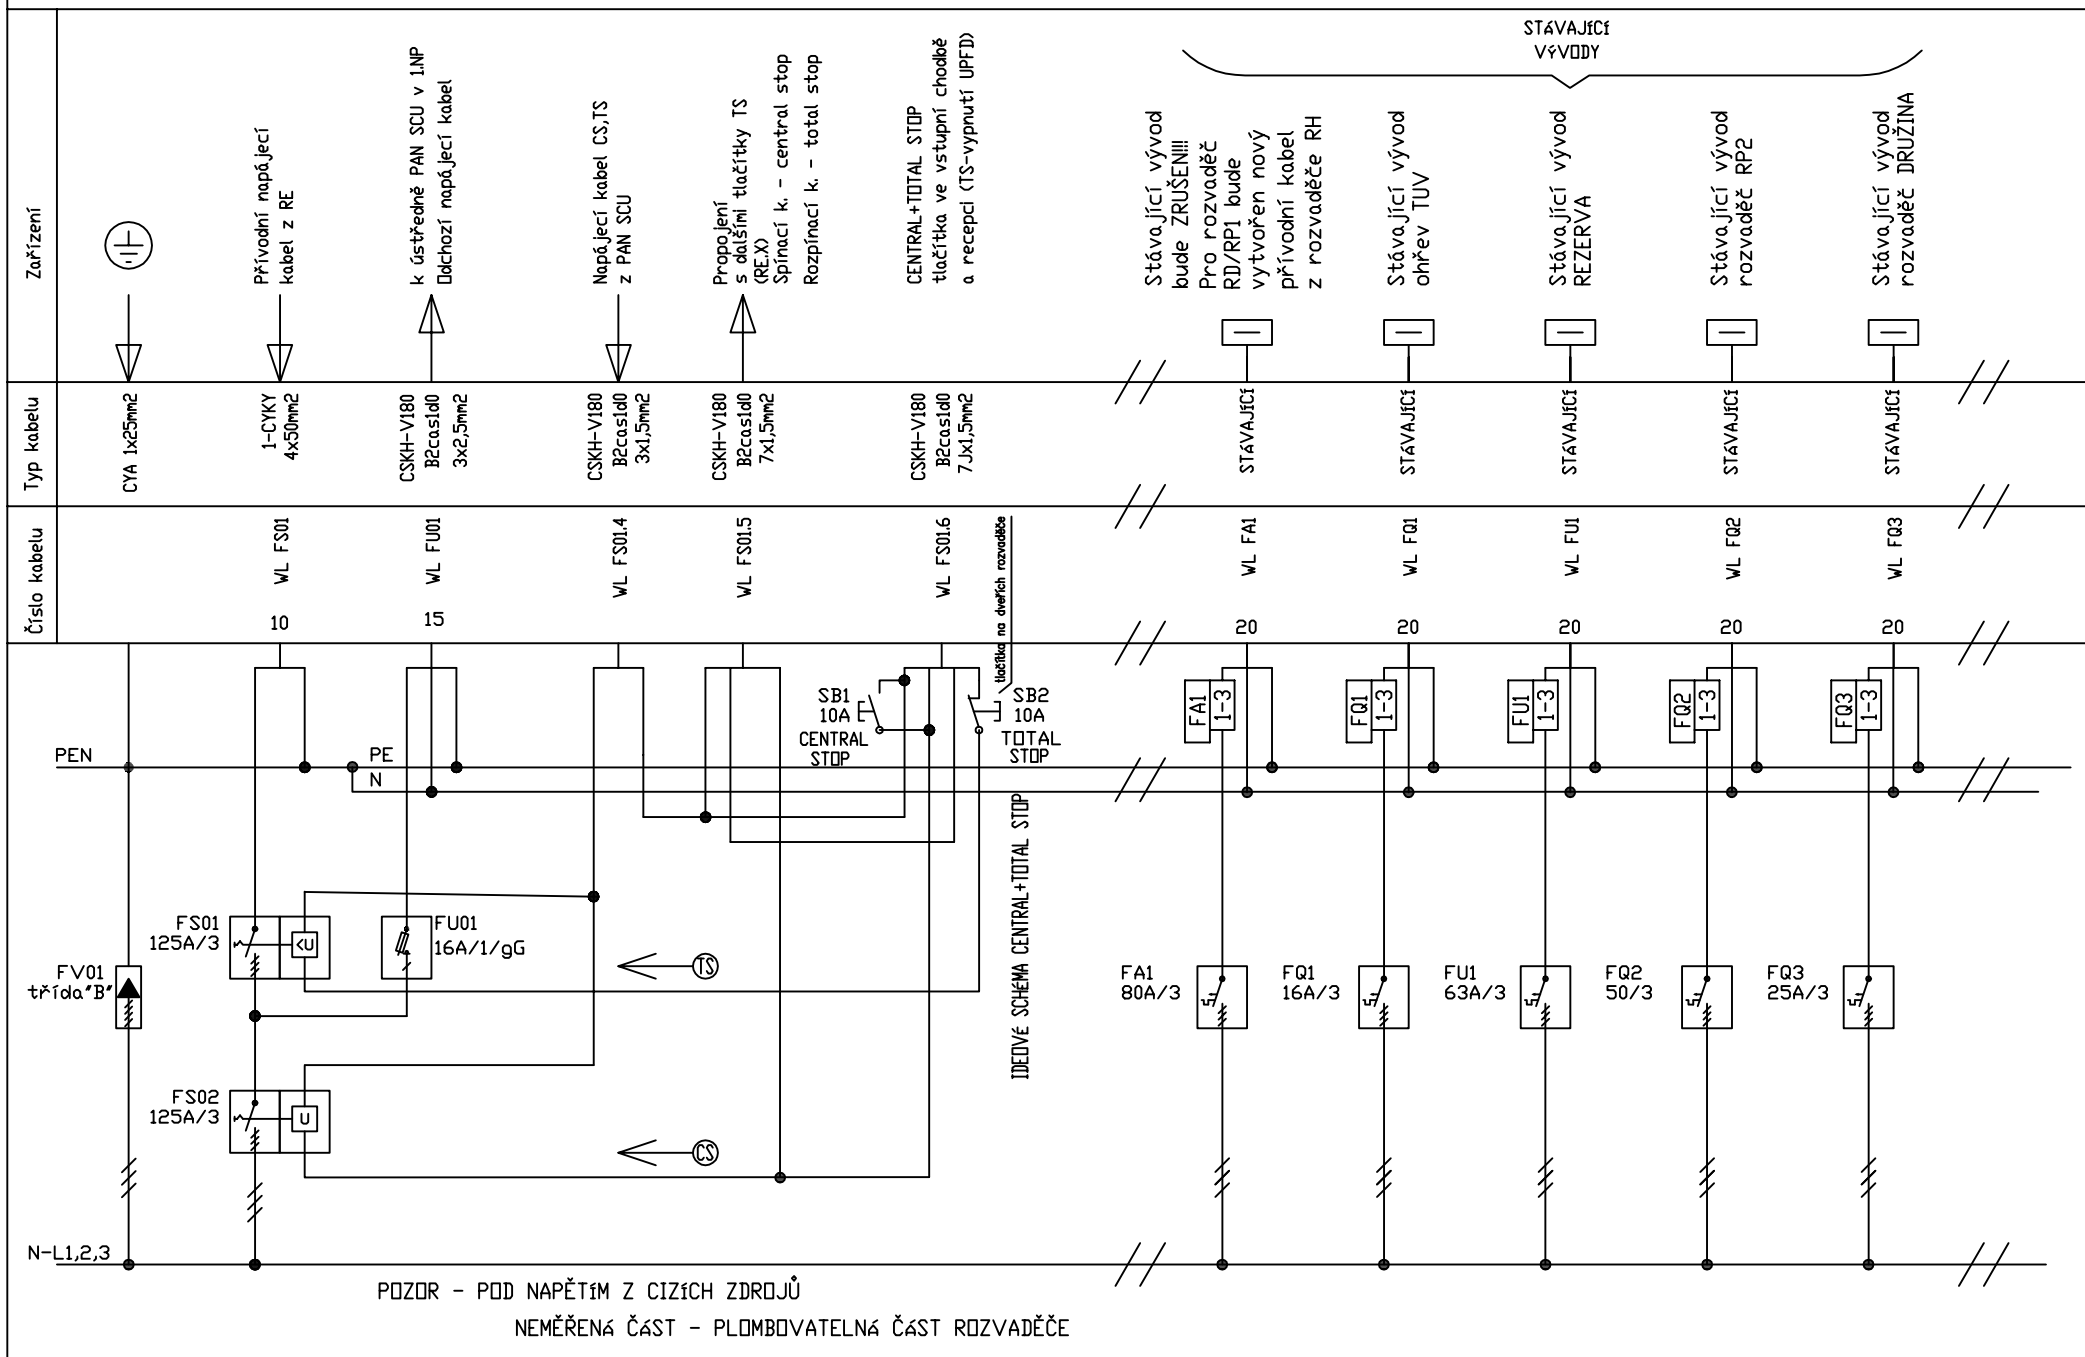 STÁVAJÍCÍ
VÝVODY
Zařízení
Přívodní napájecí
kabel z RE
k ústředně PAN SCU v 1.NP
Odchozí napájecí kabel
Napájecí kabel CS,TS
z PAN SCU
Propojení
s dalšími tlačítky TS
(RE.X)
Spínací k. - central stop
Rozpínací k. - total stop
CENTRAL+TOTAL STOP
tlačítka ve vstupní chodbě
a recepci (TS-vypnutí UPFD)
Stávající vývod
bude ZRUŠEN!!!
Pro rozvaděč
RD/RP1 bude
vytvořen nový
přívodní kabel
z rozvaděče RH
Stávající vývod
ohřev TUV
Stávající vývod
REZERVA
Stávající vývod
rozvaděč RP2
Stávající vývod
rozvaděč DRUŽINA
Typ kabelu
CYA 1x25mm2
1-CYKY
4x50mm2
CSKH-V180
B2cas1d0
3x2,5mm2
CSKH-V180
B2cas1d0
3x1,5mm2
CSKH-V180
B2cas1d0
7x1,5mm2
CSKH-V180
B2cas1d0
7Jx1,5mm2
STÁVAJÍCÍ
STÁVAJÍCÍ
STÁVAJÍCÍ
STÁVAJÍCÍ
STÁVAJÍCÍ
Číslo kabelu
WL FS01
10
WL FU01
15
WL FS01.4
WL FS01.5
WL FS01.6
tlačítka na dveřích rozvaděče
WL FA1
20
WL FQ1
20
WL FU1
20
WL FQ2
20
WL FQ3
20
SB1
10A
CENTRAL
STOP
SB2
10A
TOTAL
STOP
FA1
1-3
FQ1
1-3
FU1
1-3
FQ2
1-3
FQ3
1-3
PEN
PE
N
IDEOVÉ SCHÉMA CENTRAL+TOTAL STOP
FS01
125A/3
<U
FU01
16A/1/gG
TS
FV01
třída"B"
FS02
125A/3
U
CS
FA1
80A/3
FQ1
16A/3
FU1
63A/3
FQ2
50/3
FQ3
25A/3
N-L1,2,3
POZOR - POD NAPĚTÍM Z CIZÍCH ZDROJŮ
NEMĚŘENÁ ČÁST - PLOMBOVATELNÁ ČÁST ROZVADĚČE